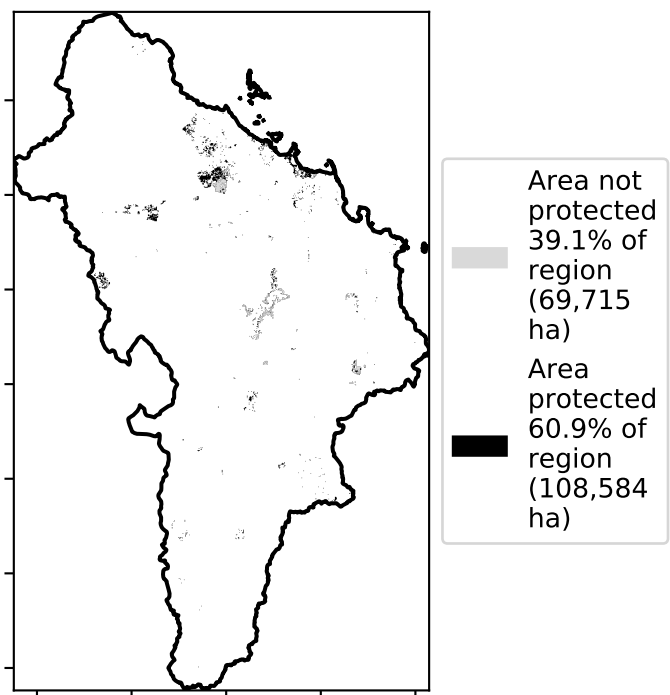 Area not
protected
39.1% of
region
(69,715
ha)
Area
protected
60.9% of
region
(108,584
ha)